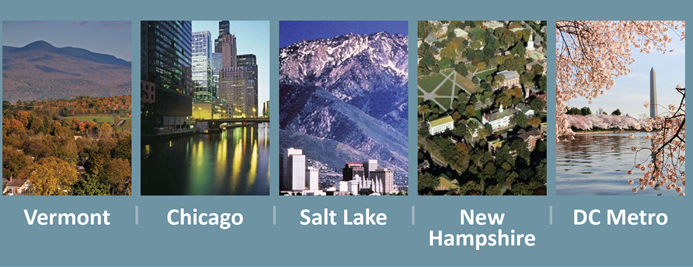 Vermont | Chicago | Salt Lake | New Hampshire | DC Metro